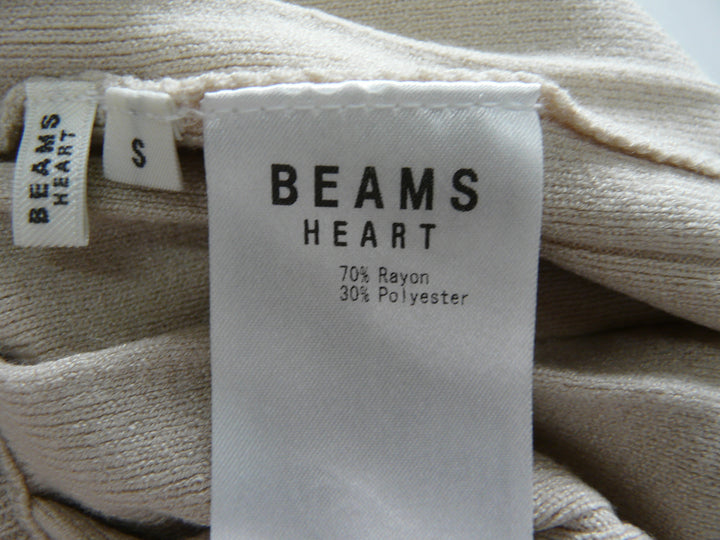 BEAMS
HEART
S
BEAMS
HEART
70% Rayon
30% Polyester